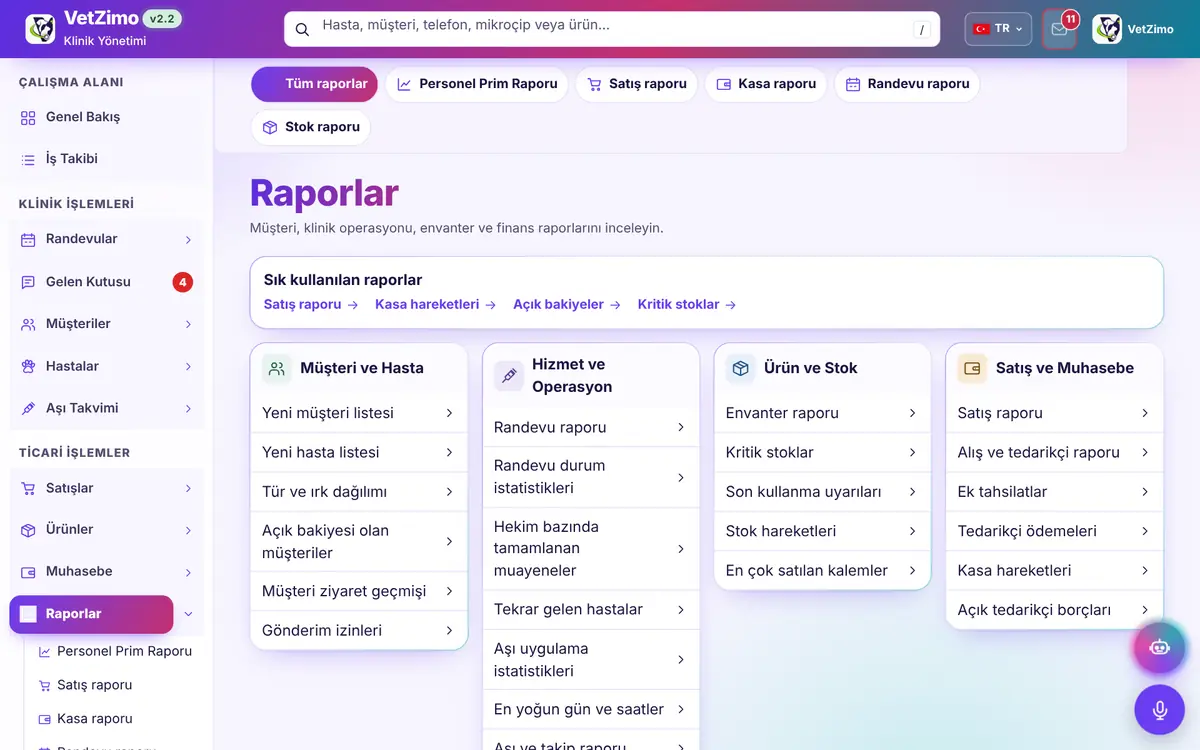 VetZimo v2.2
Klinik Yönetimi
Hasta, müşteri, telefon, mikroçip veya ürün...
/
TR
11
VetZimo
ÇALIŞMA ALANI
Genel Bakış
İş Takibi
KLİNİK İŞLEMLERİ
Randevular
Gelen Kutusu
4
Müşteriler
Hastalar
Aşı Takvimi
TİCARİ İŞLEMLER
Satışlar
Ürünler
Muhasebe
Raporlar
Personel Prim Raporu
Satış raporu
Kasa raporu
Randevu raporu
Tüm raporlar
Personel Prim Raporu
Satış raporu
Kasa raporu
Randevu raporu
Stok raporu
Raporlar
Müşteri, klinik operasyonu, envanter ve finans raporlarını inceleyin.
Sık kullanılan raporlar
Satış raporu →
Kasa hareketleri →
Açık bakiyeler →
Kritik stoklar →
Müşteri ve Hasta
Yeni müşteri listesi
Yeni hasta listesi
Tür ve ırk dağılımı
Açık bakiyesi olan
müşteriler
Müşteri ziyaret geçmişi
Gönderim izinleri
Hizmet ve
Operasyon
Randevu raporu
Randevu durum
istatistikleri
Hekim bazında
tamamlanan
muayeneler
Tekrar gelen hastalar
Aşı uygulama
istatistikleri
En yoğun gün ve saatler
Aşı ve takip raporu
Ürün ve Stok
Envanter raporu
Kritik stoklar
Son kullanma uyarıları
Stok hareketleri
En çok satılan kalemler
Satış ve Muhasebe
Satış raporu
Alış ve tedarikçi raporu
Ek tahsilatlar
Tedarikçi ödemeleri
Kasa hareketleri
Açık tedarikçi borçları